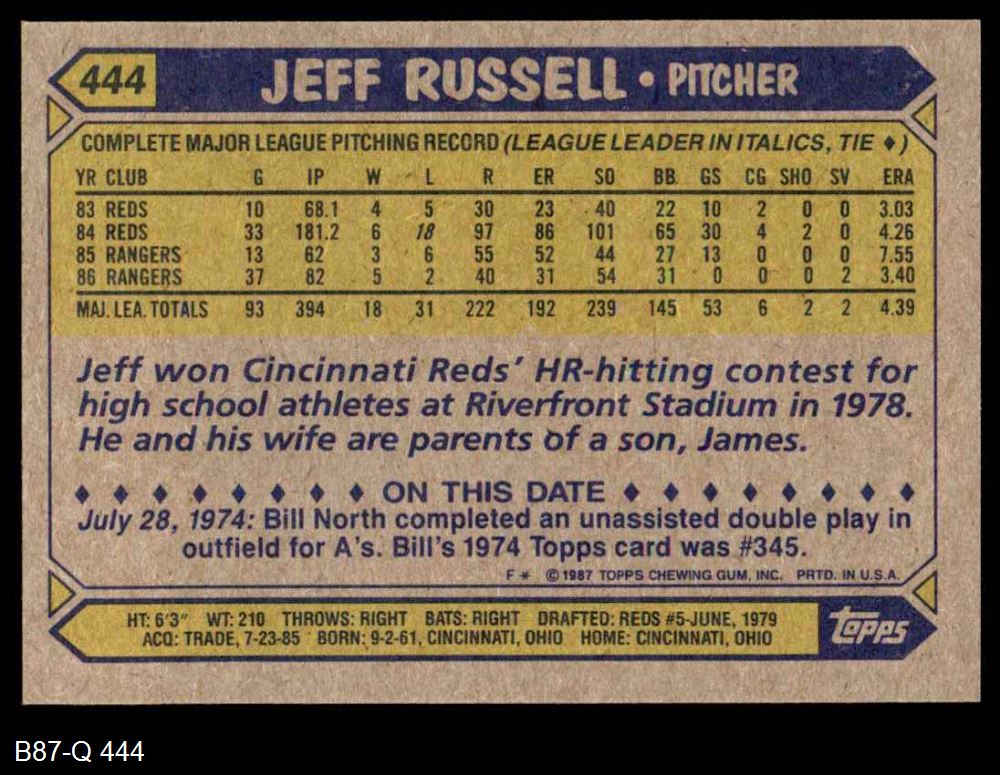 444 JEFF RUSSELL • PITCHER
COMPLETE MAJOR LEAGUE PITCHING RECORD (LEAGUE LEADER IN ITALICS, TIE ♦)
YR CLUB G IP W L R ER SO BB GS CG SHO SV ERA
83 REDS 10 68.1 4 5 30 23 40 22 10 2 0 0 3.03
84 REDS 33 181.2 6 18 97 86 101 65 30 4 2 0 4.26
85 RANGERS 13 62 3 6 55 52 44 27 13 0 0 0 7.55
86 RANGERS 37 82 5 2 40 31 54 31 0 0 0 2 3.40
MAJ. LEA. TOTALS 93 394 18 31 222 192 239 145 53 6 2 2 4.39
Jeff won Cincinnati Reds' HR-hitting contest for
high school athletes at Riverfront Stadium in 1978.
He and his wife are parents of a son, James.
♦ ♦ ♦ ♦ ♦ ♦ ♦ ♦ ON THIS DATE ♦ ♦ ♦ ♦ ♦ ♦ ♦ ♦
July 28, 1974: Bill North completed an unassisted double play in
outfield for A's. Bill's 1974 Topps card was #345.
F* © 1987 TOPPS CHEWING GUM, INC. PRTD. IN U.S.A.
HT: 6'3" WT: 210 THROWS: RIGHT BATS: RIGHT DRAFTED: REDS #5-JUNE, 1979
ACQ: TRADE, 7-23-85 BORN: 9-2-61, CINCINNATI, OHIO HOME: CINCINNATI, OHIO
topps
B87-Q 444